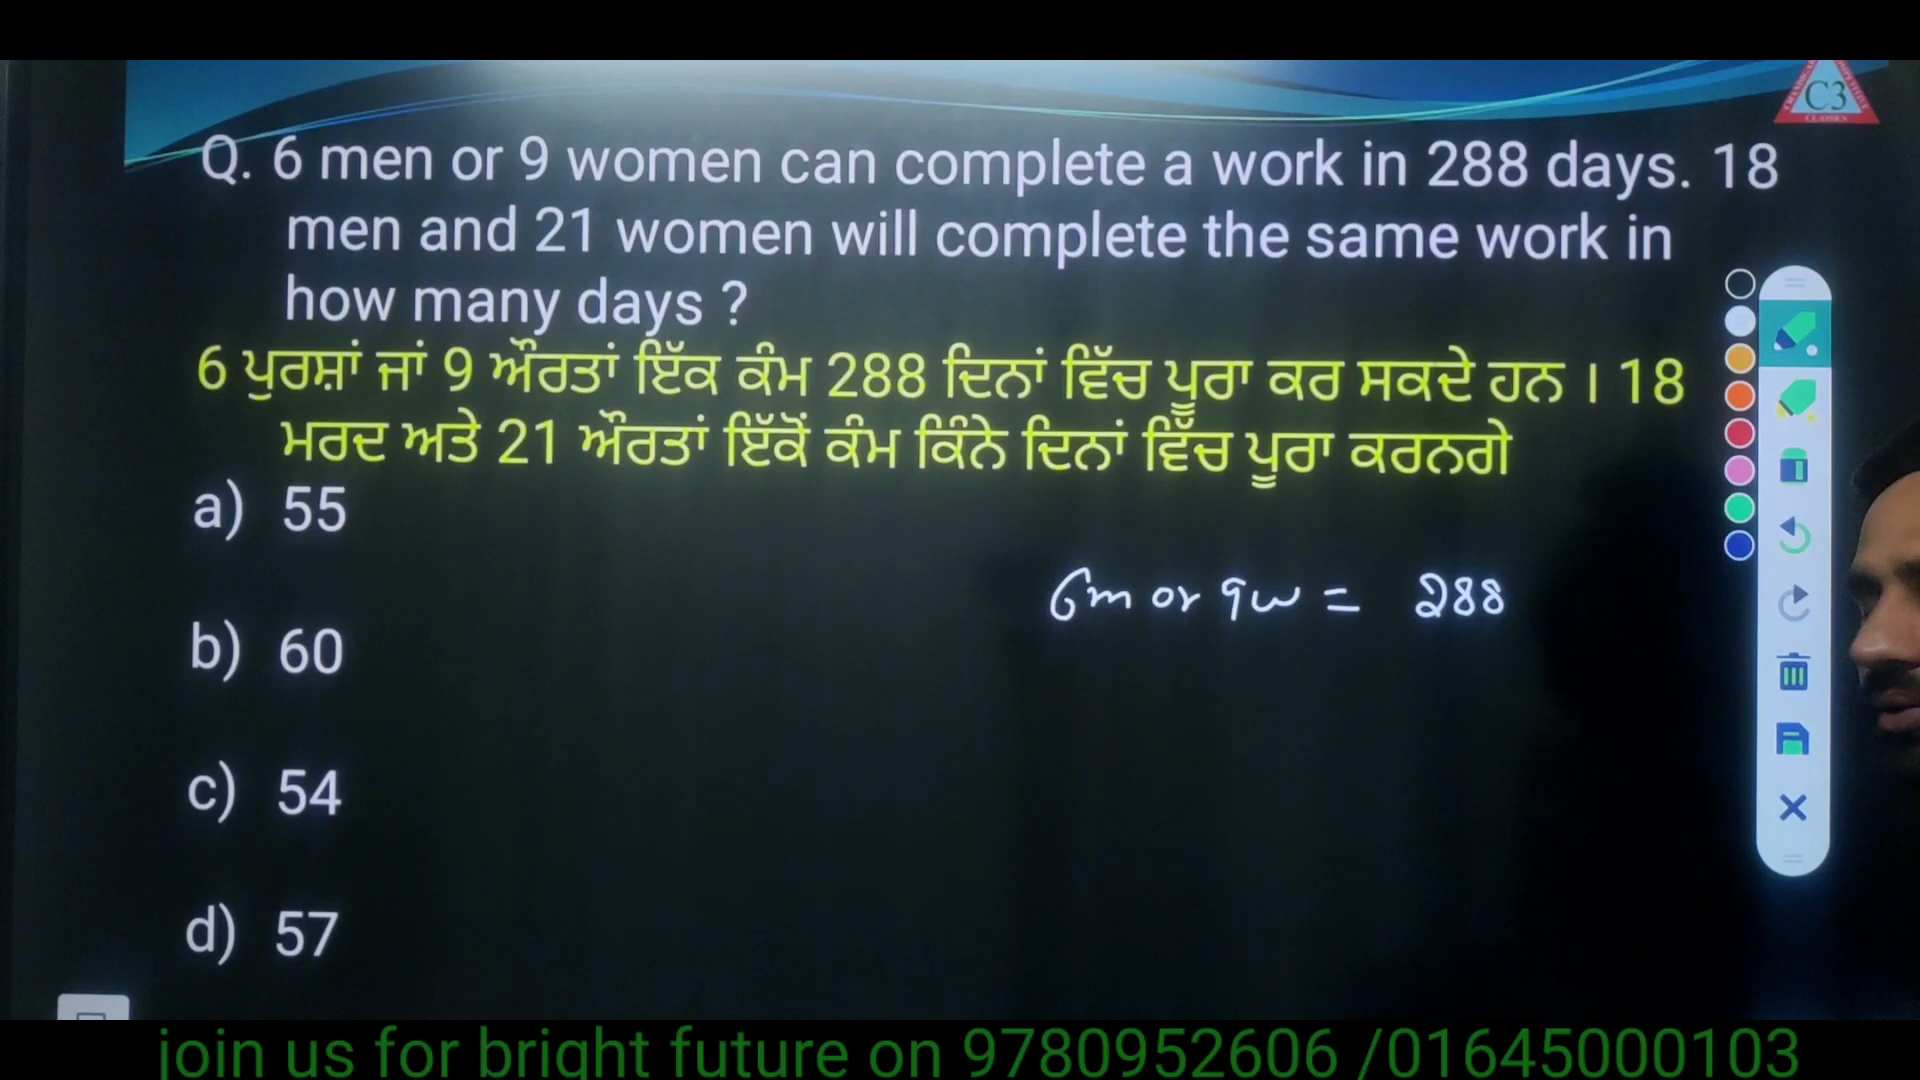 C3
CLASSES
Q. 6 men or 9 women can complete a work in 288 days. 18
men and 21 women will complete the same work in
how many days ?
6 ਪੁਰਸ਼ਾਂ ਜਾਂ 9 ਔਰਤਾਂ ਇੱਕ ਕੰਮ 288 ਦਿਨਾਂ ਵਿੱਚ ਪੂਰਾ ਕਰ ਸਕਦੇ ਹਨ । 18
ਮਰਦ ਅਤੇ 21 ਔਰਤਾਂ ਇੱਕੋਂ ਕੰਮ ਕਿੰਨੇ ਦਿਨਾਂ ਵਿੱਚ ਪੂਰਾ ਕਰਨਗੇ
a) 55
6m or 9w = 288
b) 60
c) 54
d) 57
join us for bright future on 9780952606 /01645000103